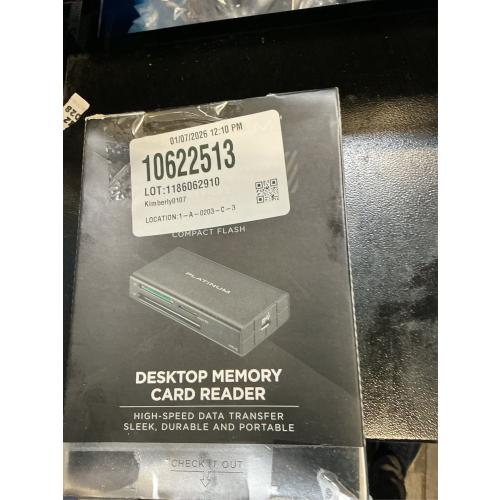 01/07/2026 12:10 PM
10622513
LOT:1186062910
Kimberly0107
LOCATION:1-A-0203-C-3
COMPACT FLASH
PLATINUM
DESKTOP MEMORY
CARD READER
HIGH-SPEED DATA TRANSFER
SLEEK, DURABLE AND PORTABLE
CHECK IT OUT